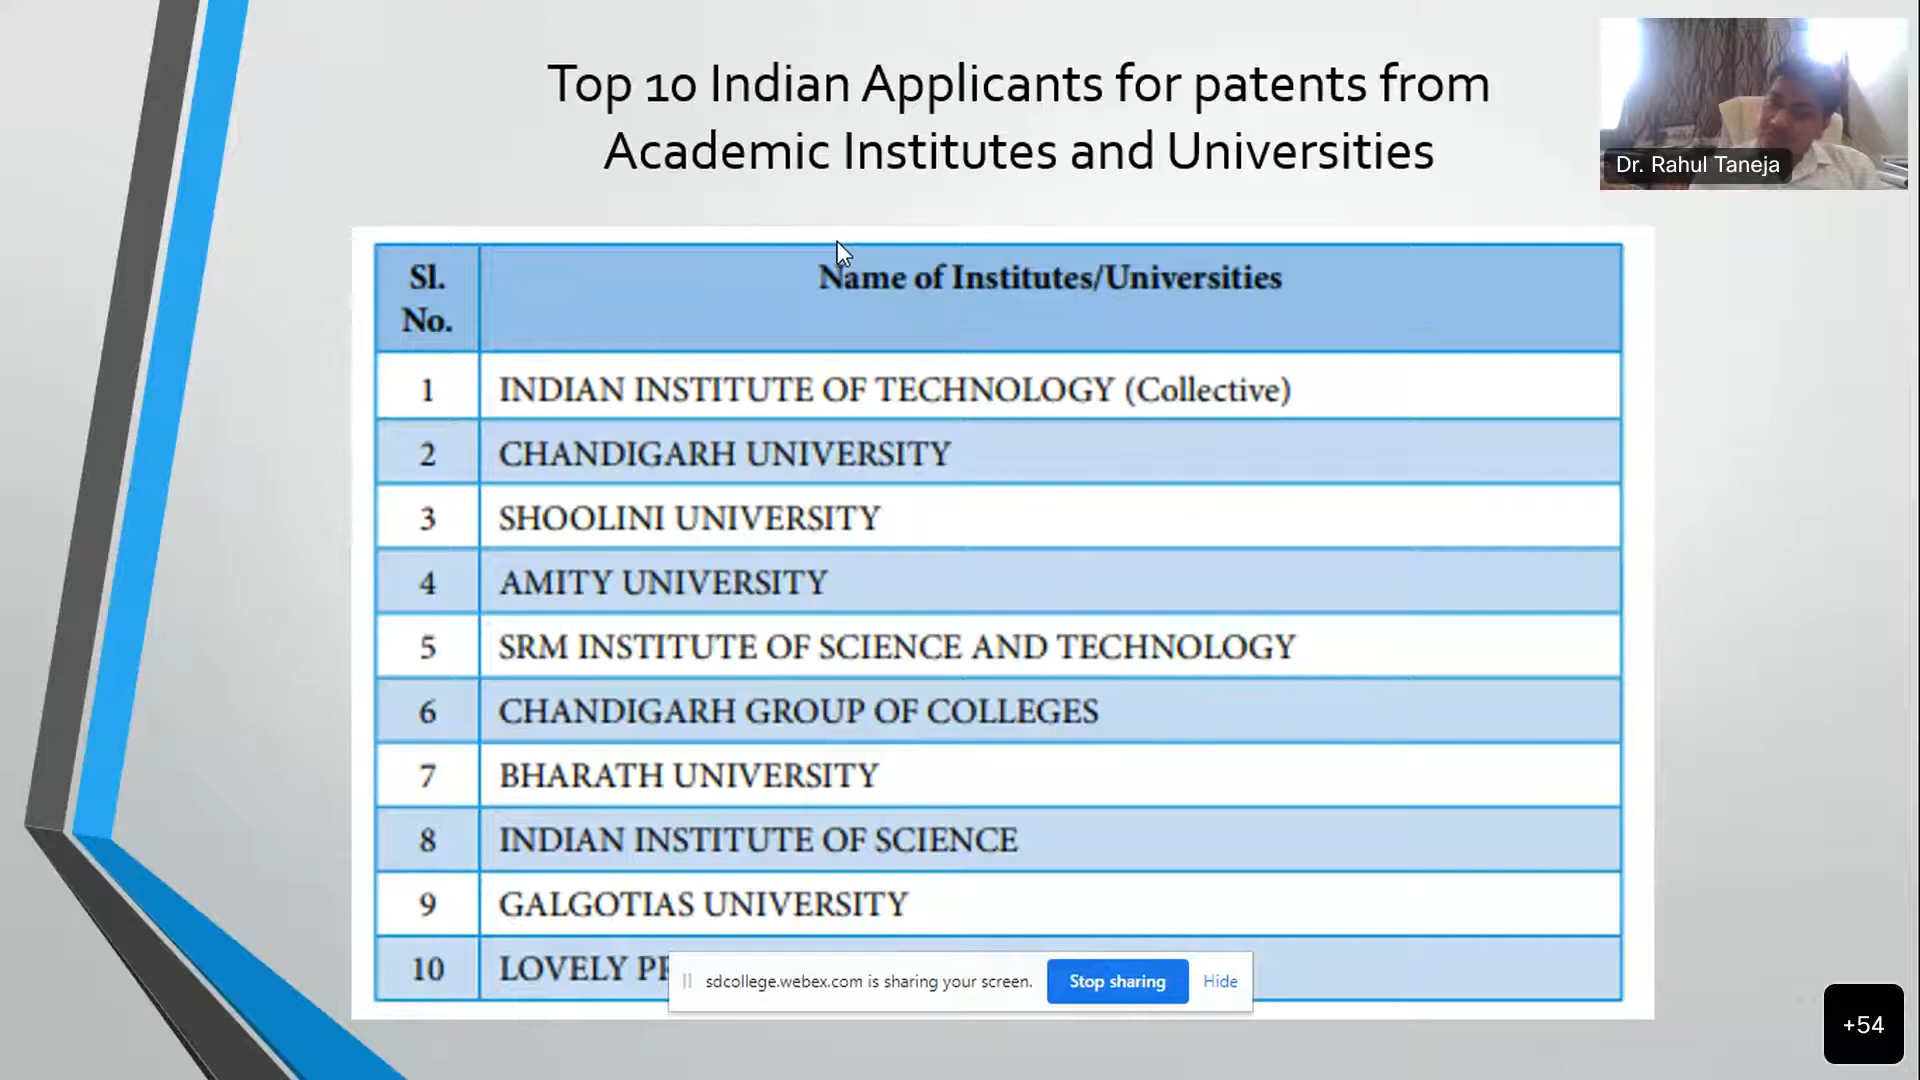 Top 10 Indian Applicants for patents from
Academic Institutes and Universities
Dr. Rahul Taneja
Sl. No.
Name of Institutes/Universities
1 INDIAN INSTITUTE OF TECHNOLOGY (Collective)
2 CHANDIGARH UNIVERSITY
3 SHOOLINI UNIVERSITY
4 AMITY UNIVERSITY
5 SRM INSTITUTE OF SCIENCE AND TECHNOLOGY
6 CHANDIGARH GROUP OF COLLEGES
7 BHARATH UNIVERSITY
8 INDIAN INSTITUTE OF SCIENCE
9 GALGOTIAS UNIVERSITY
10 LOVELY
sdcollege.webex.com is sharing your screen. Stop sharing Hide
+54